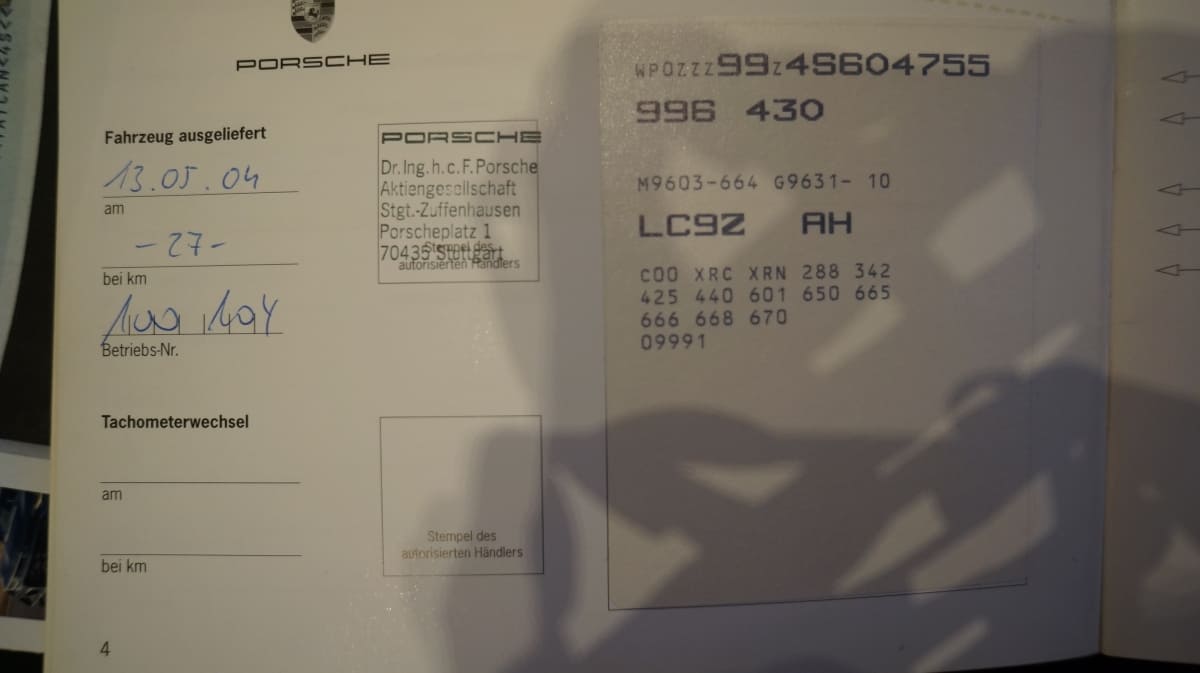 PORSCHE
Fahrzeug ausgeliefert
13.05.04
am
-27-
bei km
Betriebs-Nr.
PORSCHE
Dr.Ing.h.c.F.Porsche
Aktiengesellschaft
Stgt.-Zuffenhausen
Porscheplatz 1
70435 Stuttgart
Stempel des
autorisierten Händlers
Tachometerwechsel
am
bei km
Stempel des
autorisierten Händlers
4
WP0ZZZ99Z4S604755
996 430
M9603-664 G9631- 10
LC9Z AH
C00 XRC XRN 288 342
425 440 601 650 665
666 668 670
09991